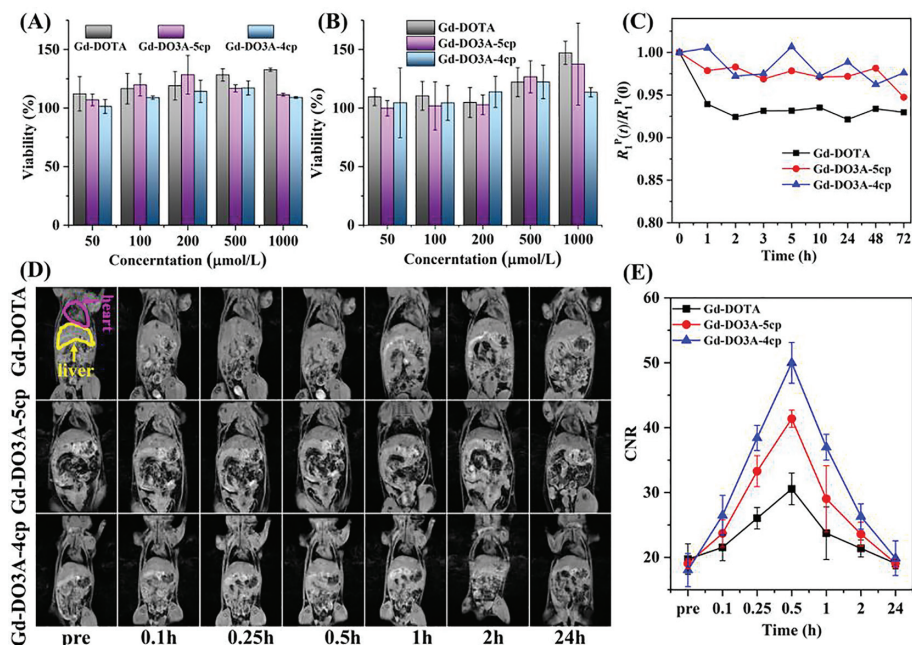 (A)
Gd-DOTA Gd-DO3A-5cp Gd-DO3A-4cp
Viability (%)
150
100
50
0
50 100 200 500 1000
Concerntation (μmol/L)
(B)
Gd-DOTA
Gd-DO3A-5cp
Gd-DO3A-4cp
Viability (%)
150
100
50
0
50 100 200 500 1000
Concerntation (μmol/L)
(C)
R₁ᴾ(t)/R₁ᴾ(0)
1.00
0.95
0.90
0.85
0.80
Gd-DOTA
Gd-DO3A-5cp
Gd-DO3A-4cp
0 1 2 3 5 10 24 48 72
Time (h)
(D)
Gd-DOTA
heart
liver
Gd-DO3A-5cp
Gd-DO3A-4cp
pre 0.1h 0.25h 0.5h 1h 2h 24h
(E)
CNR
60
50
40
30
20
Gd-DOTA
Gd-DO3A-5cp
Gd-DO3A-4cp
pre 0.1 0.25 0.5 1 2 24
Time (h)